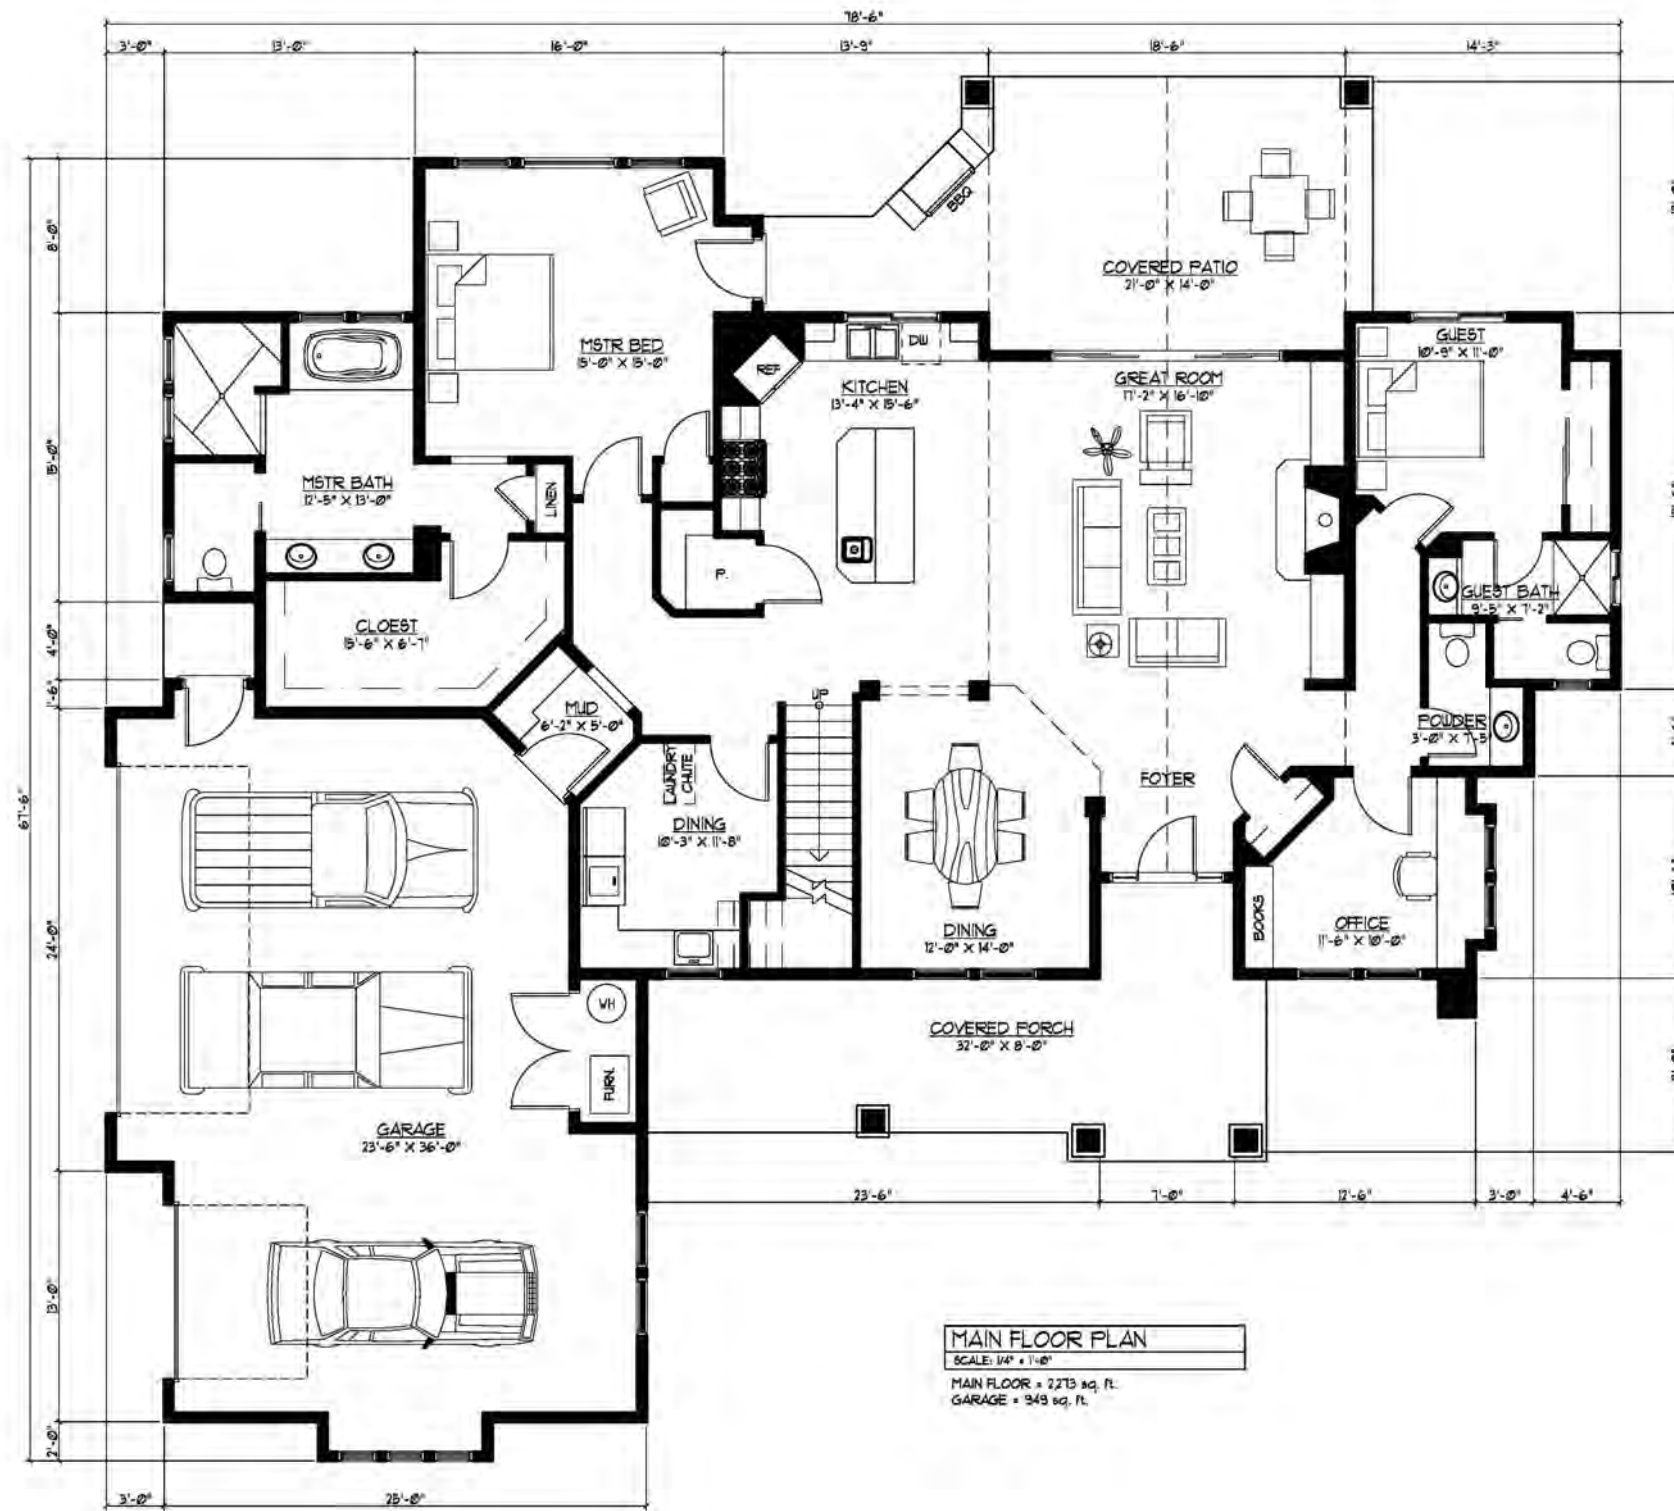 78'-6"
3'-0"
13'-0"
16'-0"
13'-9"
18'-6"
14'-3"
BBQ
8'-0"
COVERED PATIO
21'-0" X 14'-0"
MSTR BED
15'-0" X 15'-0"
REF
DW
KITCHEN
13'-4" X 15'-6"
GREAT ROOM
17'-2" X 16'-10"
GUEST
10'-9" X 11'-0"
15'-0"
MSTR BATH
12'-5" X 13'-0"
LINEN
P.
GUEST BATH
9'-5" X 7'-2"
CLOEST
15'-6" X 6'-7"
4'-0"
1'-6"
MUD
6'-2" X 5'-0"
UP
POWDER
3'-0" X 7'-5"
LAUNDRY
CHUTE
FOYER
67'-6"
DINING
10'-3" X 11'-8"
24'-0"
DINING
12'-0" X 14'-0"
BOOKS
OFFICE
11'-6" X 10'-0"
WH
FURN.
COVERED PORCH
32'-0" X 8'-0"
GARAGE
23'-6" X 36'-0"
23'-6"
7'-0"
12'-6"
3'-0"
4'-6"
13'-0"
MAIN FLOOR PLAN
SCALE: 1/4" = 1'-0"
MAIN FLOOR = 2,273 sq. ft.
GARAGE = 949 sq. ft.
2'-0"
3'-0"
25'-0"